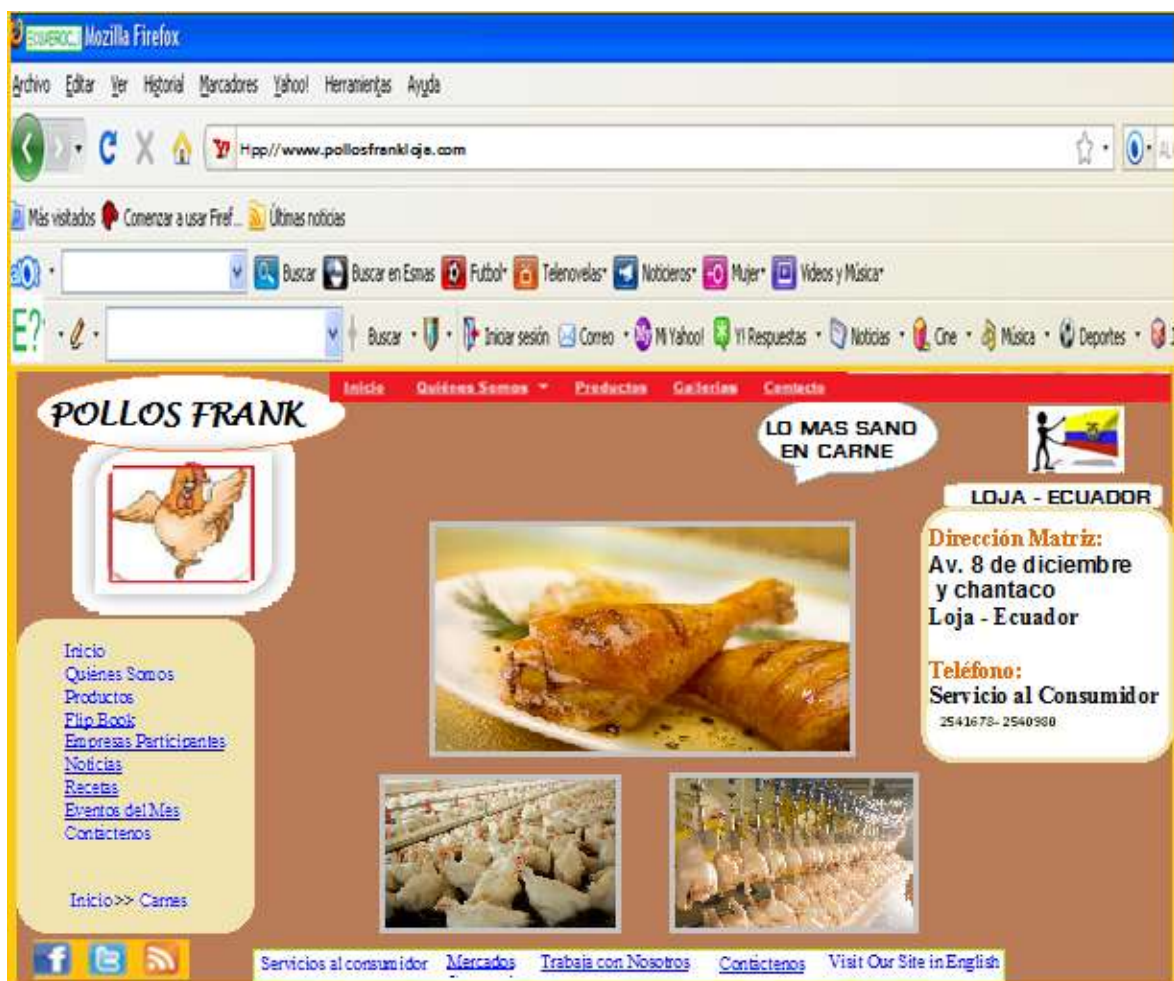 Mozilla Firefox
Archivo Editar Ver Historial Marcadores Yahoo! Herramientas Ayuda
Hpp//www.pollosfrankloja.com
Más visitados Comenzar a usar Firef... Últimas noticias
Buscar Buscar en Esmas Futbol Telenovelas Noticieros Mujer Videos y Música
E? Buscar Iniciar sesión Correo Mi Yahoo! Y! Respuestas Noticias Cine Música Deportes
Inicio Quiénes Somos Productos Gallerías Contacto
POLLOS FRANK
LO MAS SANO
EN CARNE
LOJA - ECUADOR
Dirección Matriz:
Av. 8 de diciembre
y chantaco
Loja - Ecuador
Teléfono:
Servicio al Consumidor
2541678-2540980
Inicio
Quiénes Somos
Productos
Flip Book
Empresas Participantes
Noticias
Recetas
Eventos del Mes
Contáctenos
Inicio>> Carnes
Servicios al consumidor Mercados Trabaja con Nosotros Contáctenos Visit Our Site in English